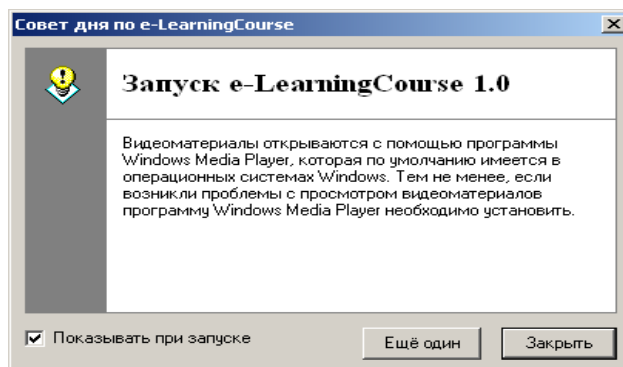 Совет дня по e-LearningCourse
Запуск e-LearningCourse 1.0
Видеоматериалы открываются с помощью программы
Windows Media Player, которая по умолчанию имеется в
операционных системах Windows. Тем не менее, если
возникли проблемы с просмотром видеоматериалов
программу Windows Media Player необходимо установить.
Показывать при запуске
Ещё один
Закрыть